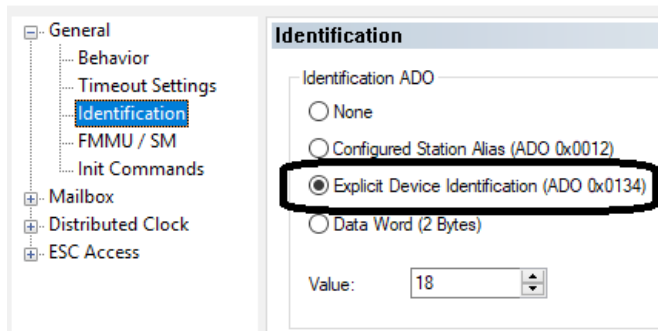 General
Behavior
Timeout Settings
Identification
FMMU / SM
Init Commands
Mailbox
Distributed Clock
ESC Access
Identification
Identification ADO
None
Configured Station Alias (ADO 0x0012)
Explicit Device Identification (ADO 0x0134)
Data Word (2 Bytes)
Value: 18